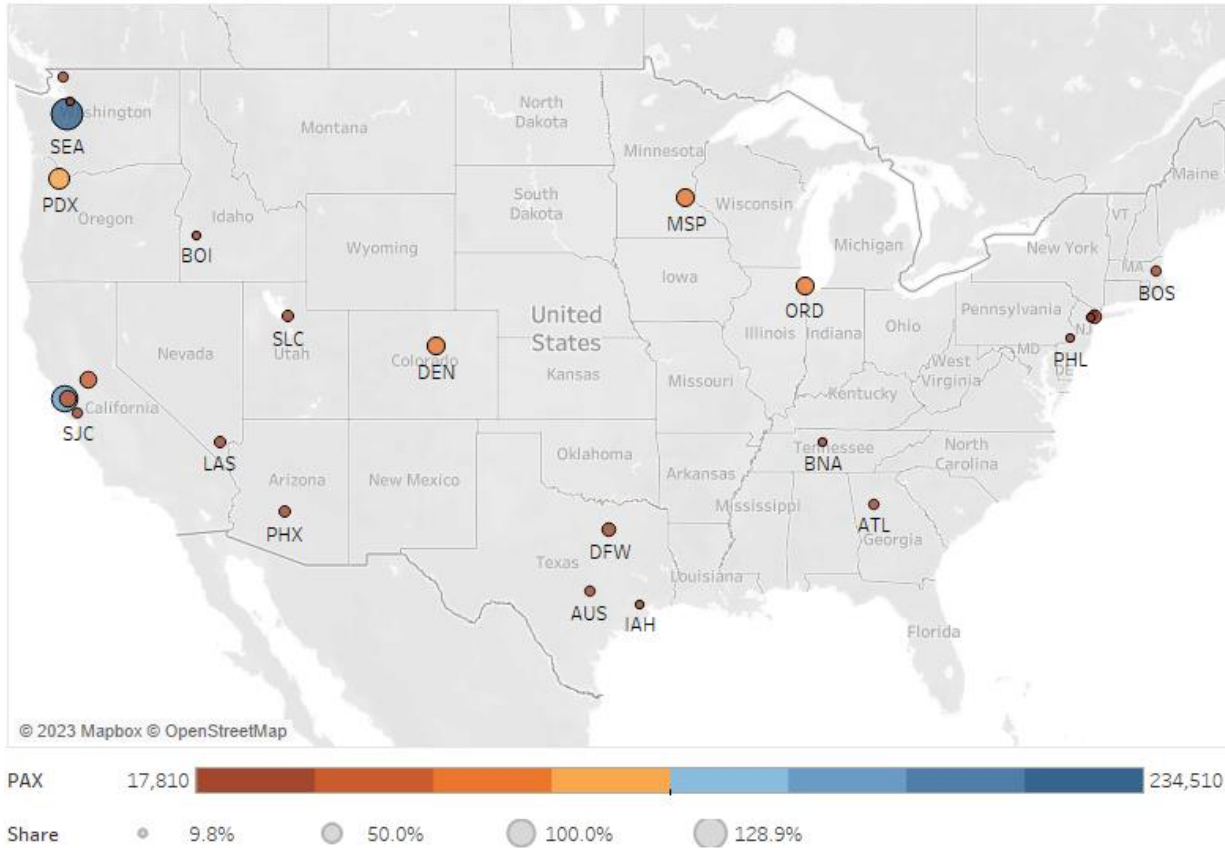 Washington
SEA
Montana
North
Dakota
Minnesota
Maine
PDX
Oregon
Idaho
BOI
South
Dakota
MSP
Wisconsin
VT
Wyoming
Michigan
New York
MA
BOS
Iowa
SLC
Utah
Nevada
United
States
ORD
Illinois
Indiana
Ohio
Pennsylvania
NJ
Colorado
DEN
Kansas
Missouri
West
Virginia
MD
DE
PHL
California
SJC
Kentucky
LAS
Arizona
New Mexico
Oklahoma
Arkansas
Tennessee
BNA
North
Carolina
PHX
Mississippi
ATL
Georgia
Texas
DFW
Louisiana
AUS
IAH
Florida
© 2023 Mapbox © OpenStreetMap
PAX 17,810 234,510
Share 9.8% 50.0% 100.0% 128.9%